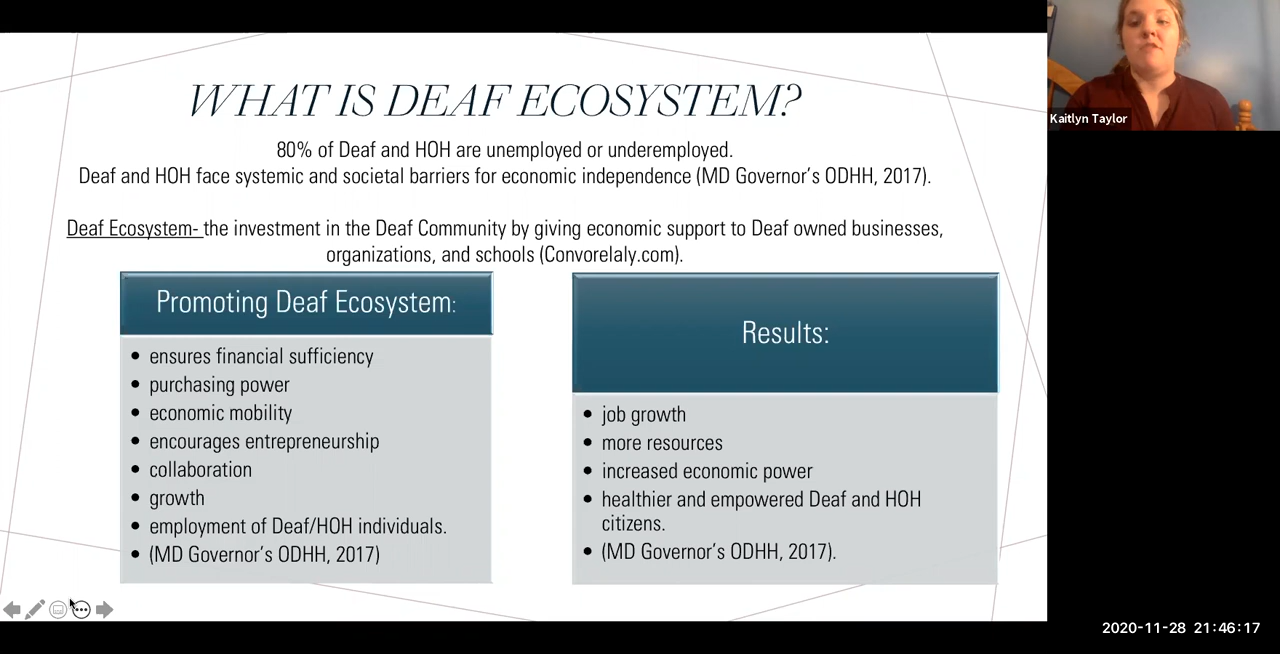 WHAT IS DEAF ECOSYSTEM?
80% of Deaf and HOH are unemployed or underemployed.
Deaf and HOH face systemic and societal barriers for economic independence (MD Governor's ODHH, 2017).
Deaf Ecosystem- the investment in the Deaf Community by giving economic support to Deaf owned businesses,
organizations, and schools (Convorelaly.com).
Promoting Deaf Ecosystem:
• ensures financial sufficiency
• purchasing power
• economic mobility
• encourages entrepreneurship
• collaboration
• growth
• employment of Deaf/HOH individuals.
• (MD Governor's ODHH, 2017)
Results:
• job growth
• more resources
• increased economic power
• healthier and empowered Deaf and HOH
citizens.
• (MD Governor's ODHH, 2017).
Kaitlyn Taylor
2020-11-28 21:46:17